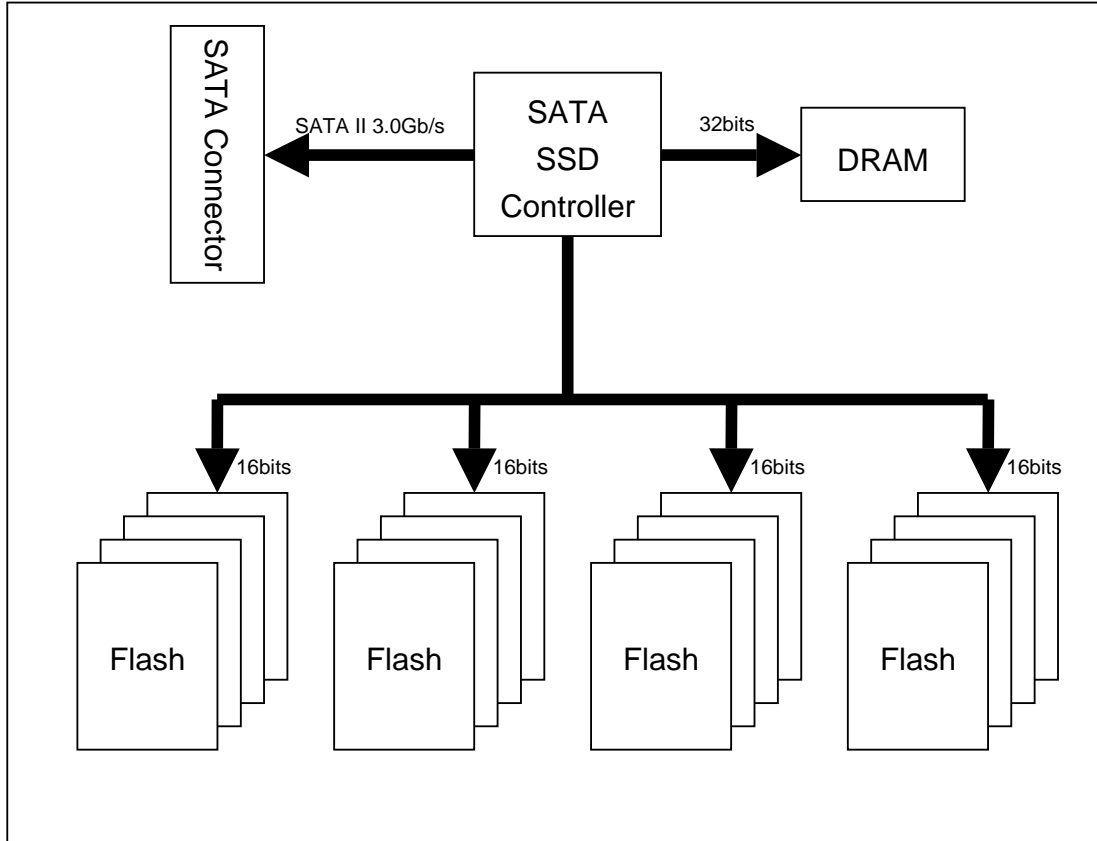 SATA Connector
SATA II 3.0Gb/s
SATA
SSD
Controller
32bits
DRAM
16bits
16bits
16bits
16bits
Flash
Flash
Flash
Flash